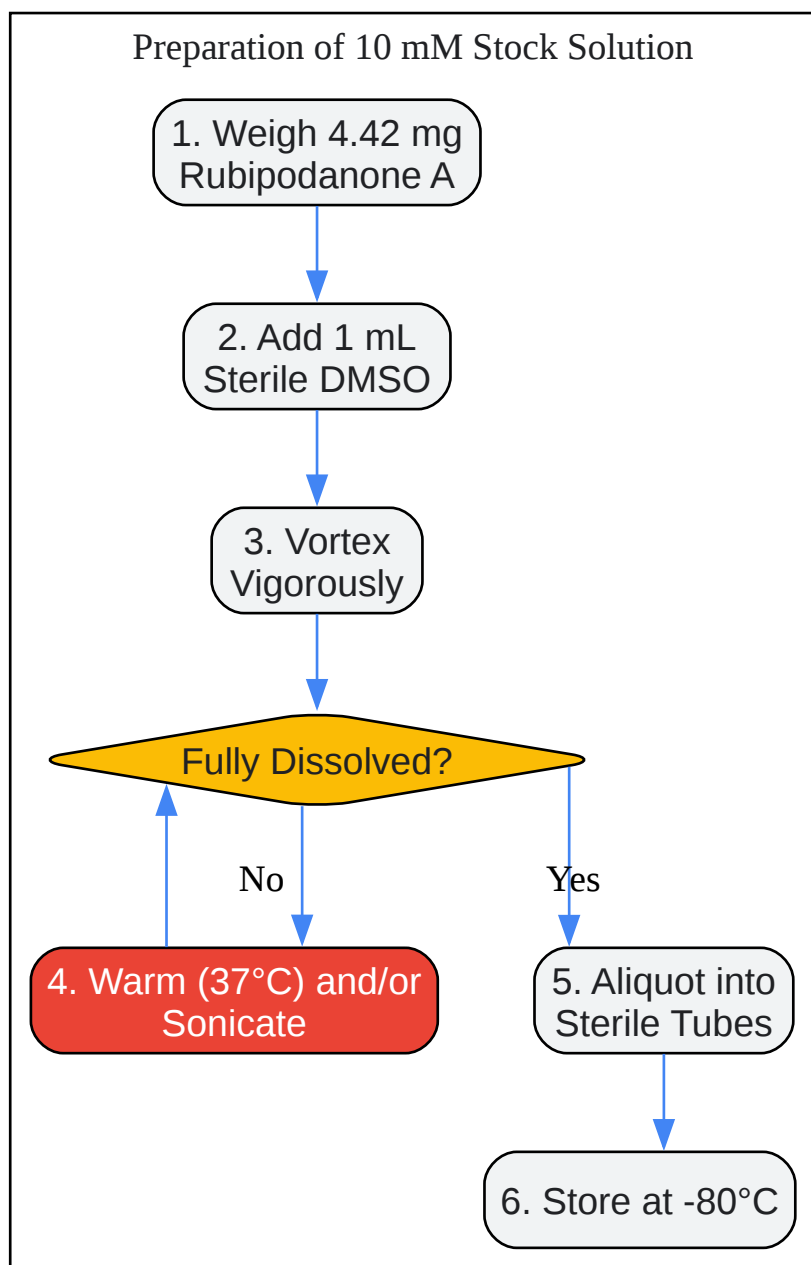 Preparation of 10 mM Stock Solution
1. Weigh 4.42 mg
Rubipodanone A
2. Add 1 mL
Sterile DMSO
3. Vortex
Vigorously
Fully Dissolved?
No
Yes
4. Warm (37°C) and/or
Sonicate
5. Aliquot into
Sterile Tubes
6. Store at -80°C